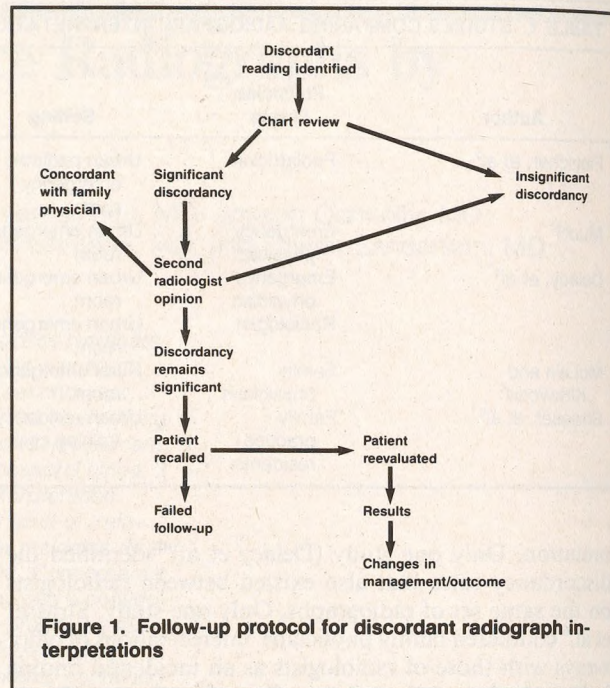 Discordant
reading identified
Chart review
Concordant
with family
physician
Significant
discordancy
Insignificant
discordancy
Second
radiologist
opinion
Discordancy
remains
significant
Patient
recalled
Patient
reevaluated
Failed
follow-up
Results
Changes in
management/outcome
Figure 1. Follow-up protocol for discordant radiograph in-
terpretations